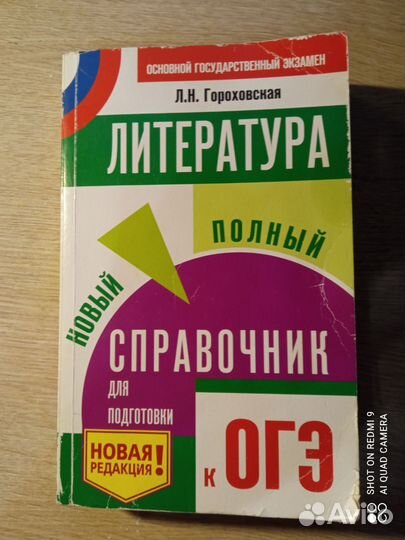 ОСНОВНОЙ ГОСУДАРСТВЕННЫЙ ЭКЗАМЕН
Л.Н. Гороховская
ЛИТЕРАТУРА
НОВЫЙ
ПОЛНЫЙ
СПРАВОЧНИК
ДЛЯ
ПОДГОТОВКИ
К ОГЭ
НОВАЯ
РЕДАКЦИЯ!
SHOT ON REDMI 9
AI QUAD CAMERA
Avito